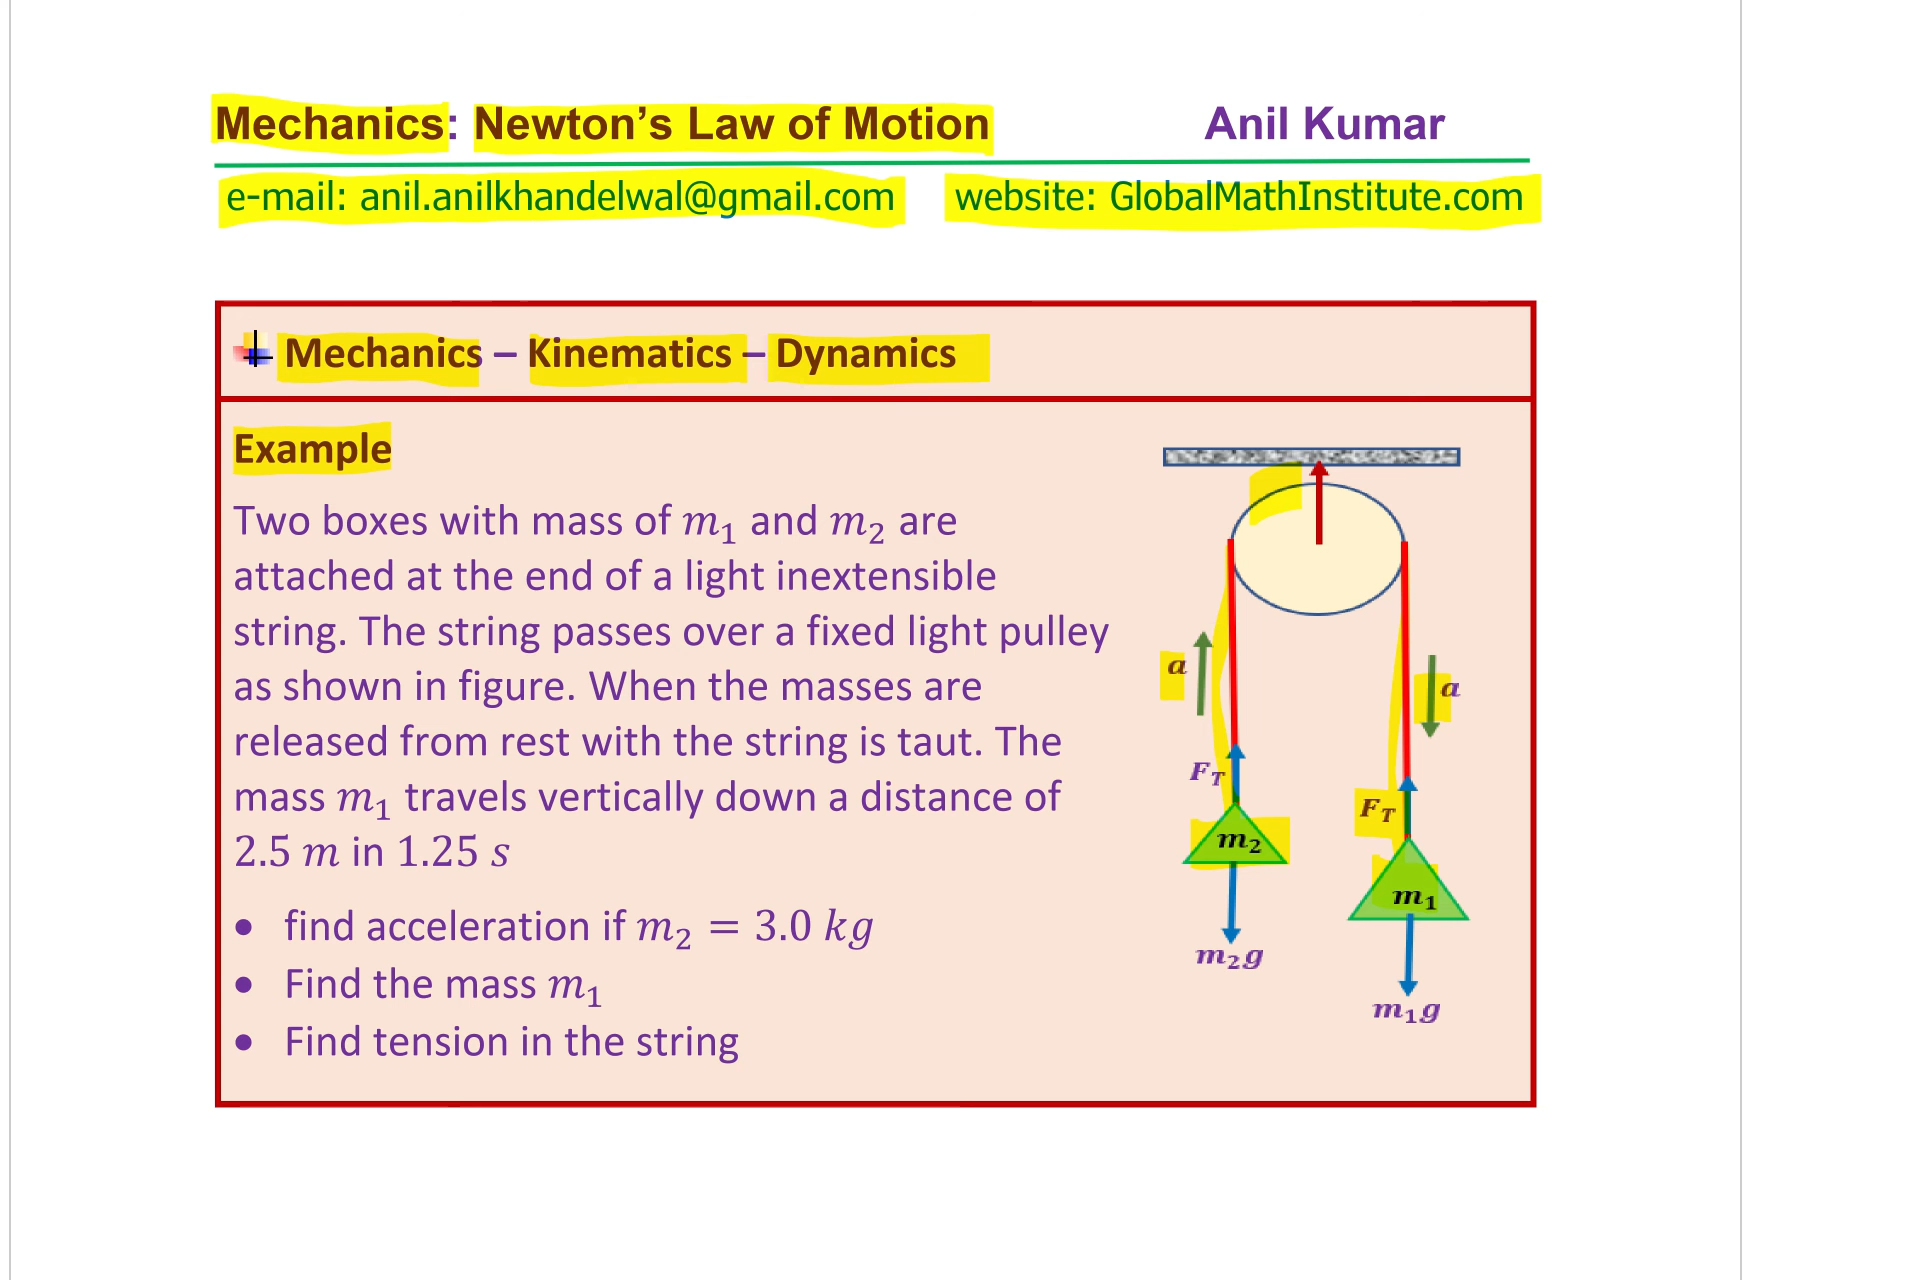 Mechanics: Newton's Law of Motion Anil Kumar
e-mail: anil.anilkhandelwal@gmail.com website: GlobalMathInstitute.com
Mechanics – Kinematics – Dynamics
Example
Two boxes with mass of m₁ and m₂ are
attached at the end of a light inextensible
string. The string passes over a fixed light pulley
as shown in figure. When the masses are
released from rest with the string is taut. The
mass m₁ travels vertically down a distance of
2.5 m in 1.25 s
• find acceleration if m₂ = 3.0 kg
• Find the mass m₁
• Find tension in the string
a
a
F_T
F_T
m₂
m₁
m₂g
m₁g